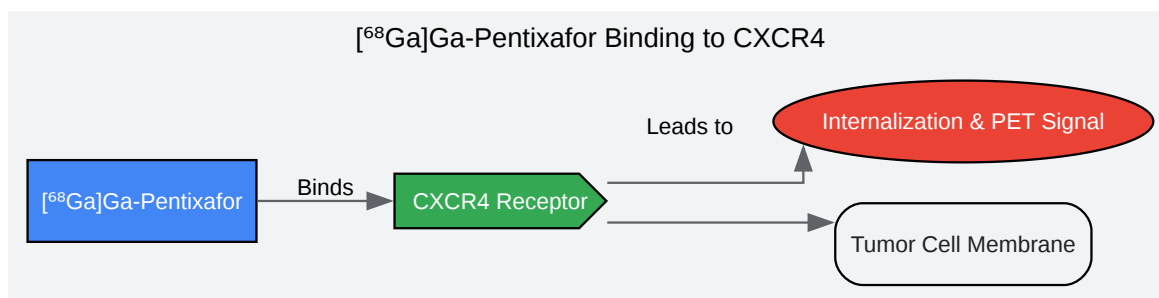 [⁶⁸Ga]Ga-Pentixafor Binding to CXCR4
Leads to
Internalization & PET Signal
[⁶⁸Ga]Ga-Pentixafor
Binds
CXCR4 Receptor
Tumor Cell Membrane